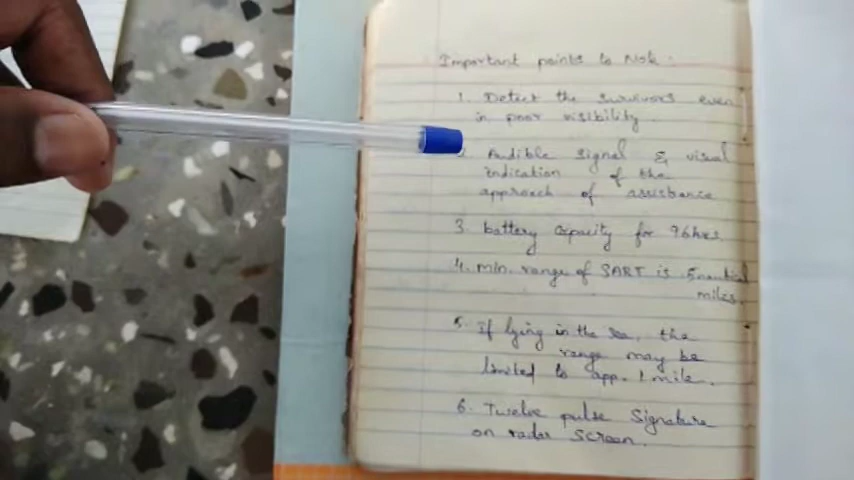 Important points to Note:
1. Detect the survivors even
in poor visibility
2. Audible signal & visual
indication of the
approach of assistance
3 battery capacity for 96hrs
4. min. range of SART is 5nautical
miles.
5. If lying in the sea, the
range may be
limited to app. 1 mile.
6. Twelve pulse Signature
on radar screen.